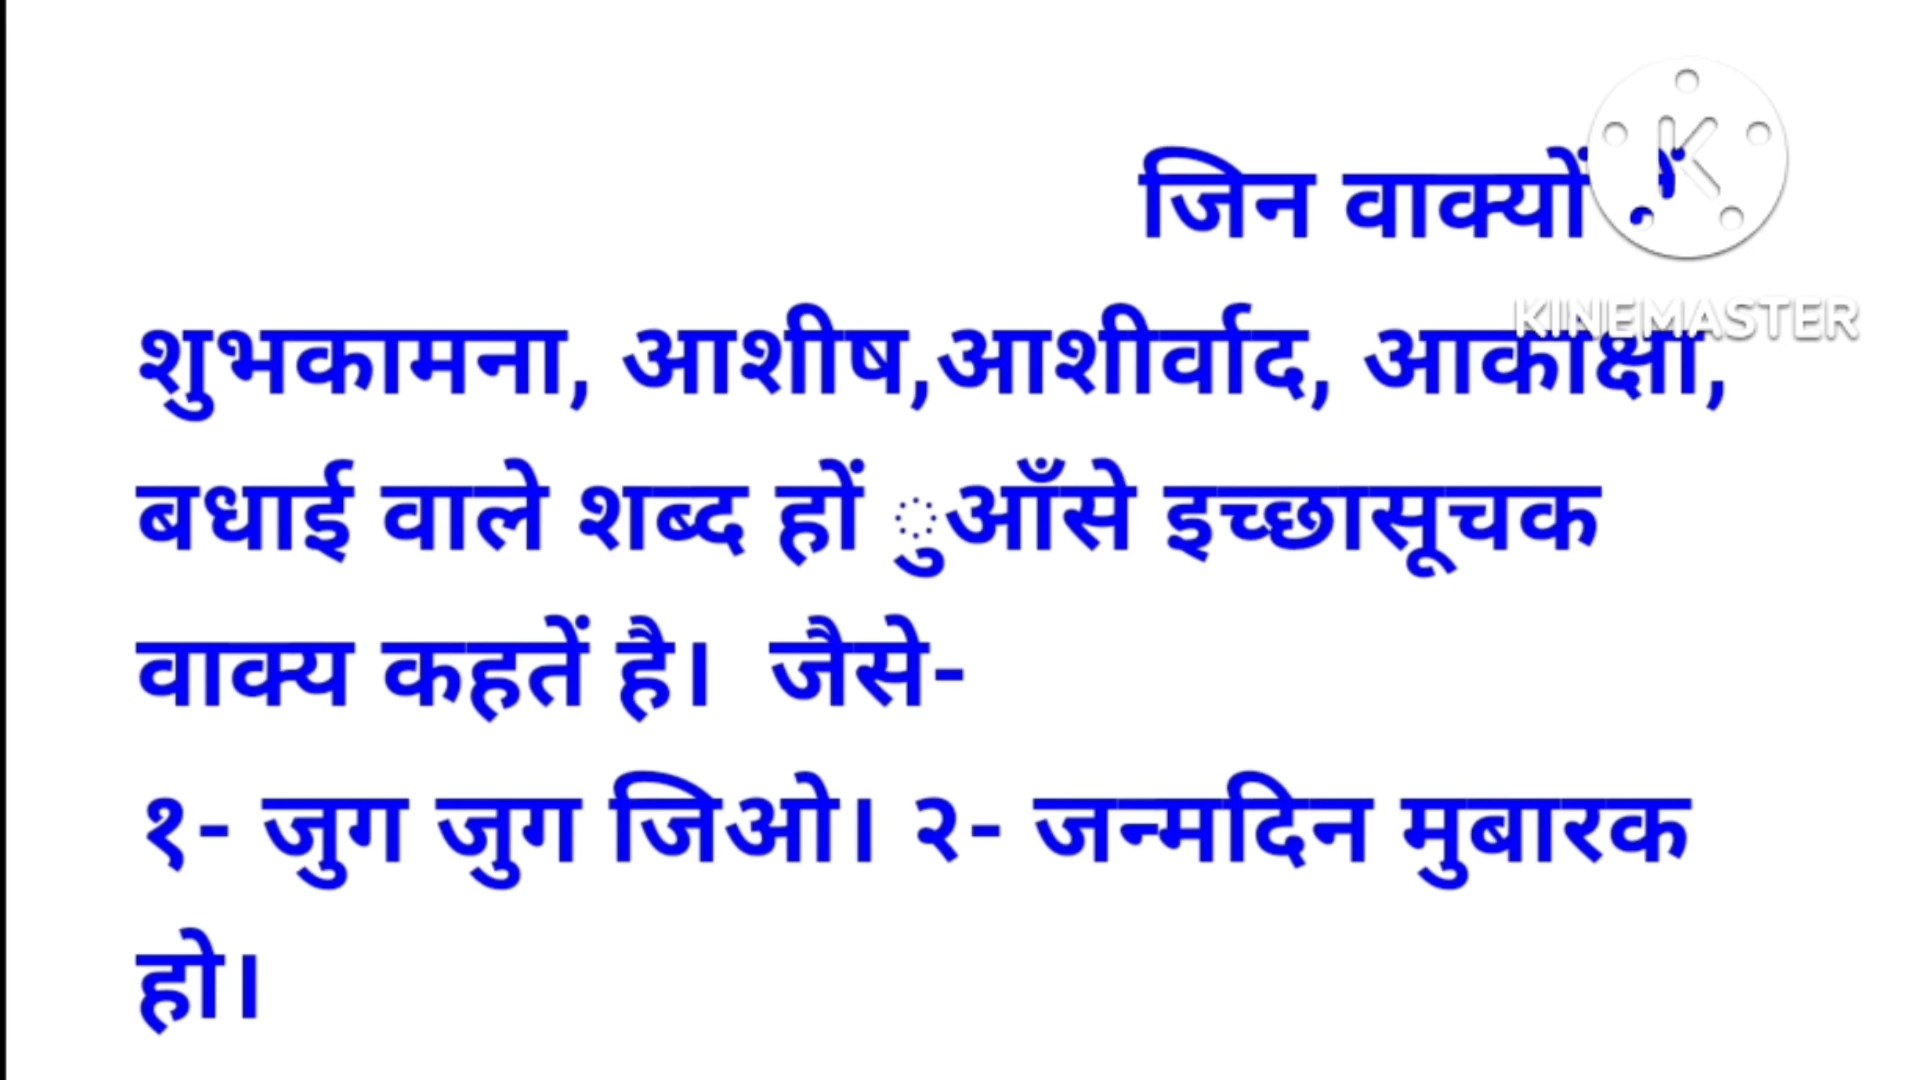 जिन वाक्यों में
KINEMASTER
शुभकामना, आशीष,आशीर्वाद, आकांक्षा,
बधाई वाले शब्द हों ुआँसे इच्छासूचक
वाक्य कहतें है। जैसे-
१- जुग जुग जिओ। २- जन्मदिन मुबारक
हो।